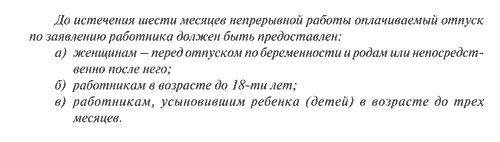 До истечения шести месяцев непрерывной работы оплачиваемый отпуск
по заявлению работника должен быть предоставлен:
а) женщинам – перед отпуском по беременности и родам или непосредст-
венно после него;
б) работникам в возрасте до 18-ти лет;
в) работникам, усыновившим ребенка (детей) в возрасте до трех
месяцев.